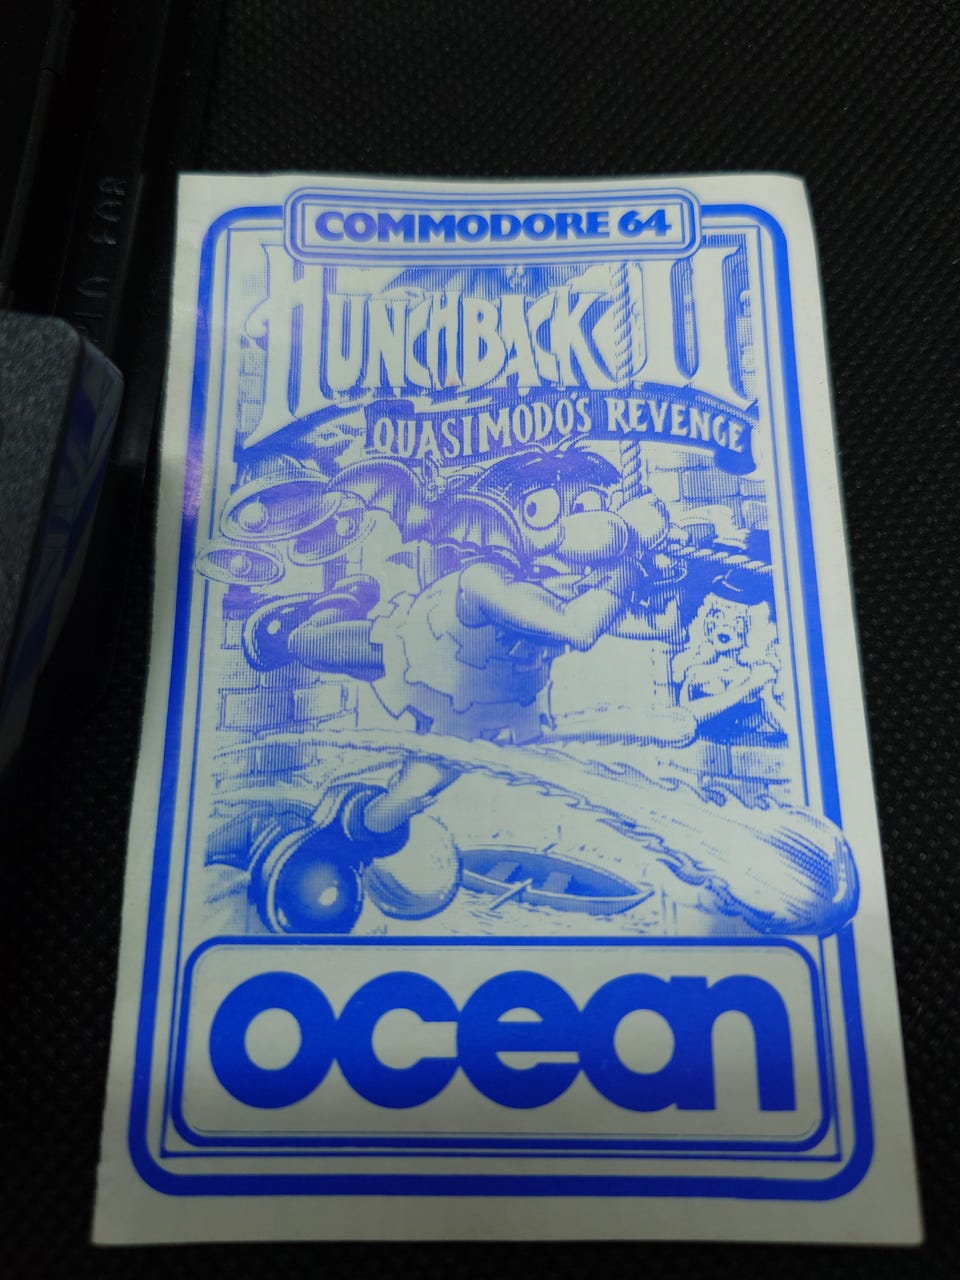 COMMODORE 64
HUNCHBACK II
QUASIMODO'S REVENGE
ocean